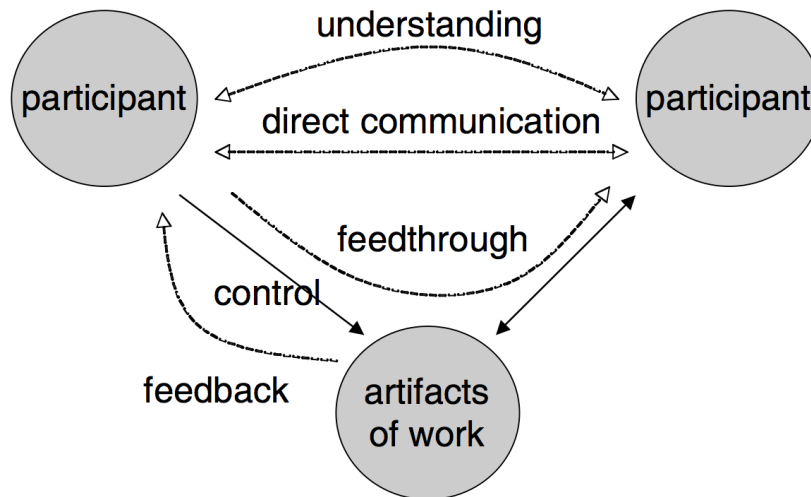 understanding
participant
participant
direct communication
feedthrough
control
feedback
artifacts
of work